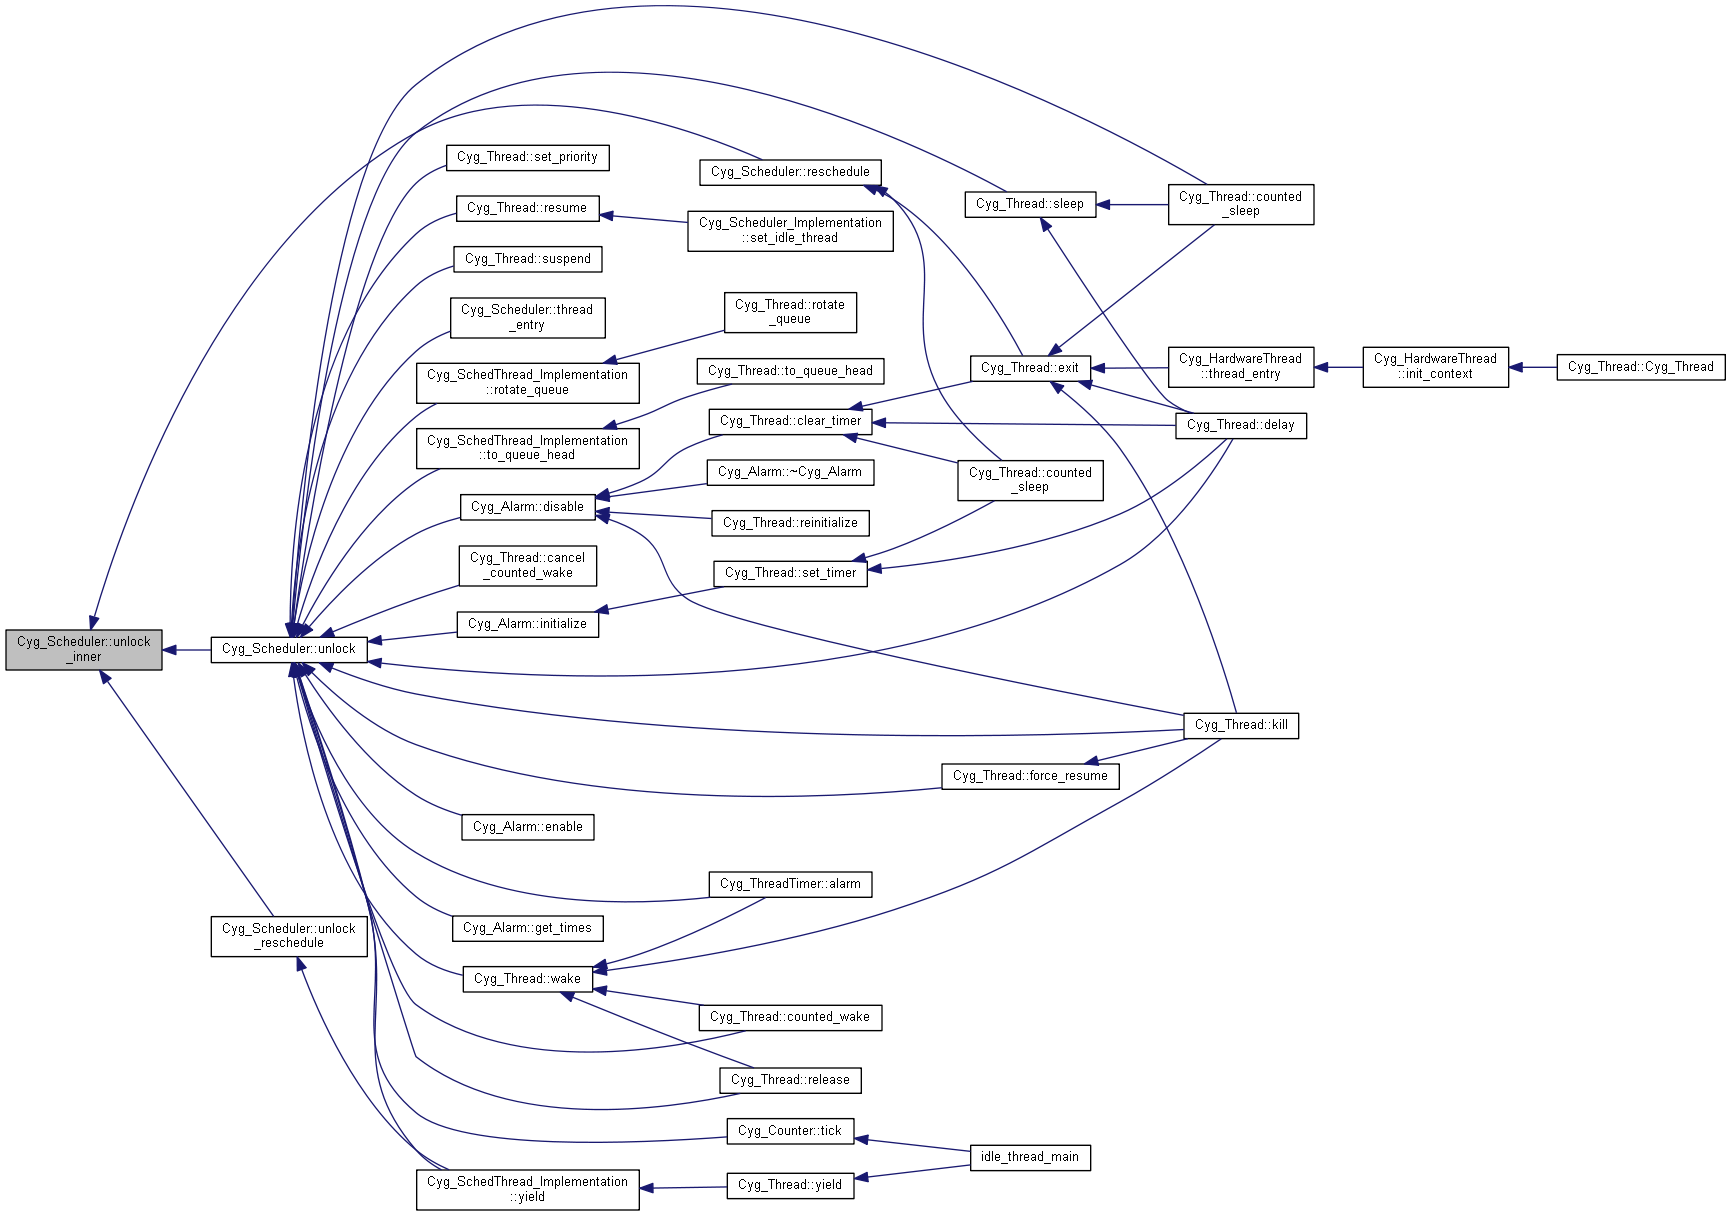 Cyg_Scheduler::unlock
_inner
Cyg_Scheduler::unlock
Cyg_Scheduler::unlock
_reschedule
Cyg_Thread::set_priority
Cyg_Thread::resume
Cyg_Thread::suspend
Cyg_Scheduler::thread
_entry
Cyg_SchedThread_Implementation
::rotate_queue
Cyg_SchedThread_Implementation
::to_queue_head
Cyg_Alarm::disable
Cyg_Thread::cancel
_counted_wake
Cyg_Alarm::initialize
Cyg_Alarm::enable
Cyg_Alarm::get_times
Cyg_Thread::wake
Cyg_SchedThread_Implementation
::yield
Cyg_Scheduler::reschedule
Cyg_Scheduler_Implementation
::set_idle_thread
Cyg_Thread::rotate
_queue
Cyg_Thread::to_queue_head
Cyg_Thread::clear_timer
Cyg_Alarm::~Cyg_Alarm
Cyg_Thread::reinitialize
Cyg_Thread::set_timer
Cyg_ThreadTimer::alarm
Cyg_Thread::counted_wake
Cyg_Thread::release
Cyg_Counter::tick
Cyg_Thread::yield
Cyg_Thread::sleep
Cyg_Thread::exit
Cyg_Thread::counted
_sleep
Cyg_Thread::force_resume
idle_thread_main
Cyg_Thread::counted
_sleep
Cyg_HardwareThread
::thread_entry
Cyg_Thread::delay
Cyg_Thread::kill
Cyg_HardwareThread
::init_context
Cyg_Thread::Cyg_Thread